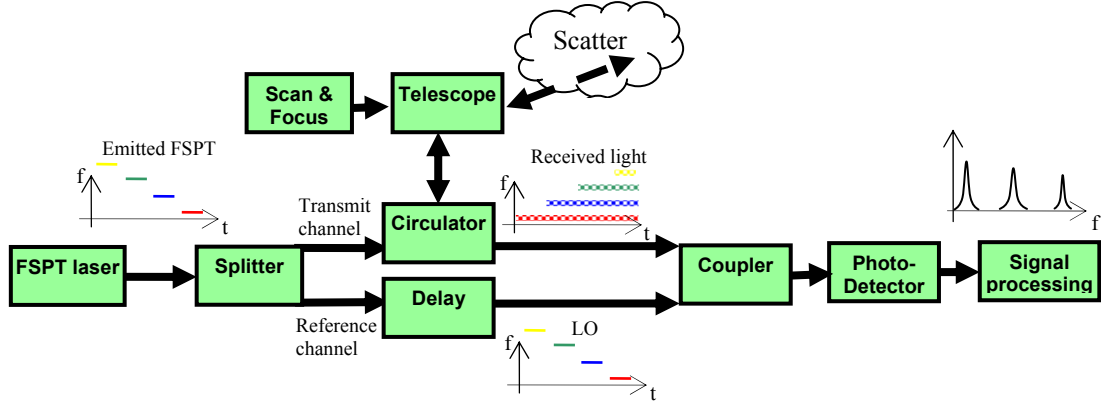 Scatter
Scan &
Focus
Telescope
Emitted FSPT
f
t
Received light
f
t
f
Transmit
channel
Circulator
FSPT laser
Splitter
Coupler
Photo-
Detector
Signal
processing
Delay
Reference
channel
LO
f
t